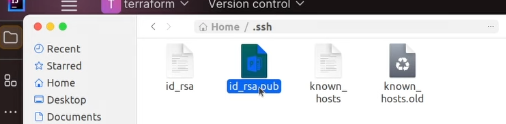 T terraform Version control
Home / .ssh
Recent
Starred
Home
Desktop
Documents
id_rsa
id_rsa.pub
known_
hosts
known_
hosts.old